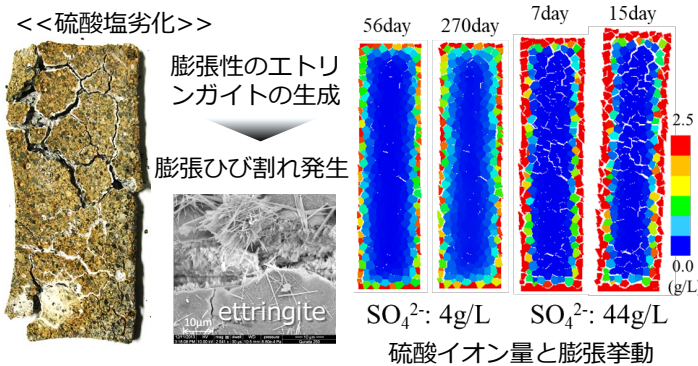 <<硫酸塩劣化>>
膨張性のエトリ
ンガイトの生成
膨張ひび割れ発生
ettringite
10μm
56day
270day
7day
15day
2.5
0.0
(g/L)
SO₄²⁻: 4g/L
SO₄²⁻: 44g/L
硫酸イオン量と膨張挙動